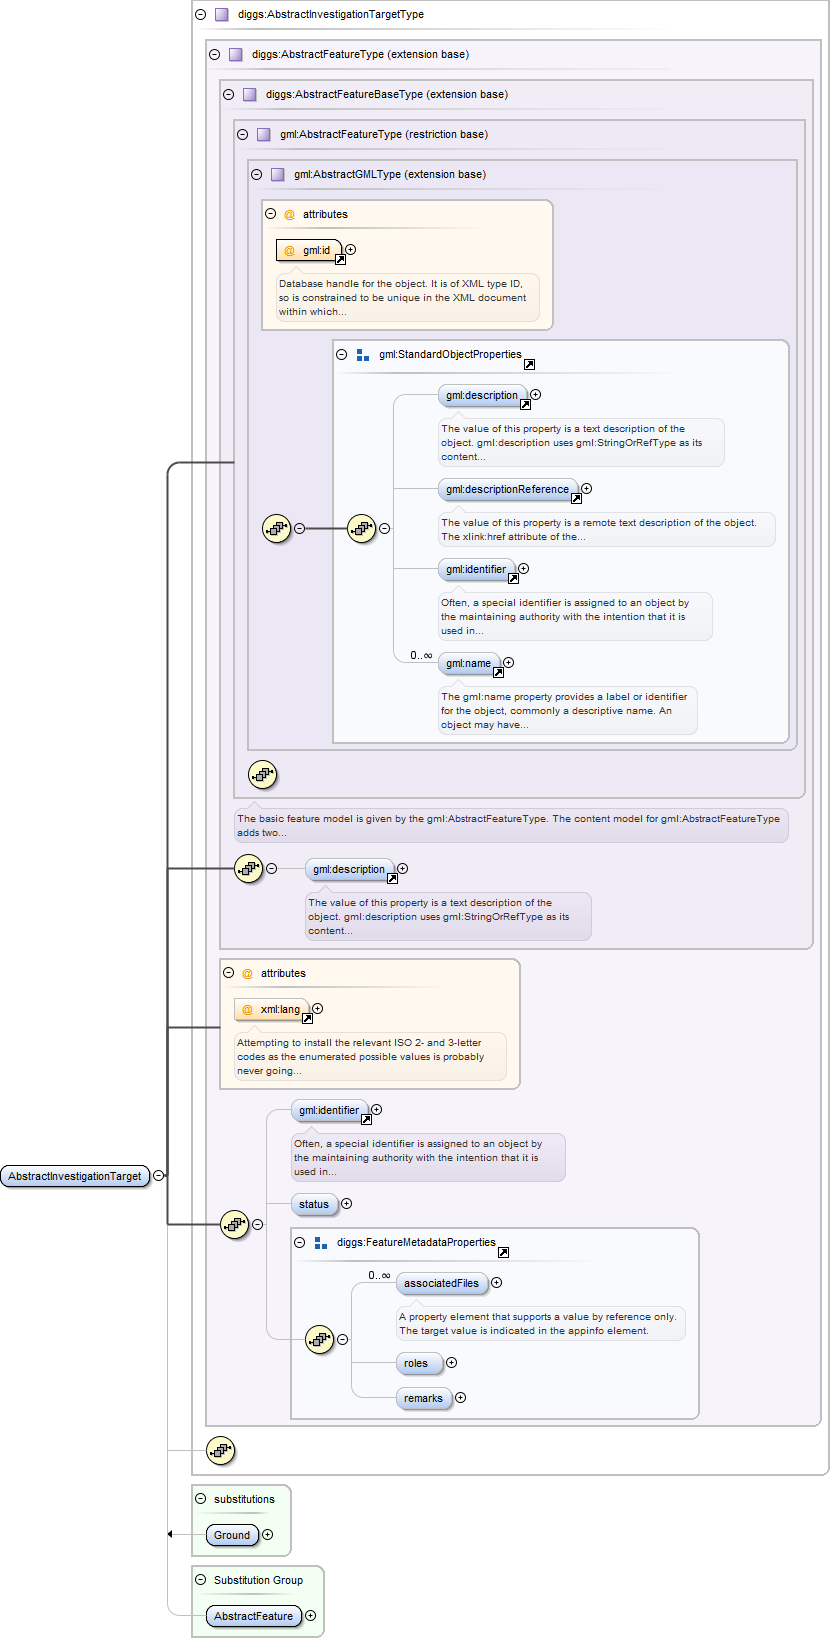 diggs:AbstractInvestigationTargetType
diggs:AbstractFeatureType (extension base)
diggs:AbstractFeatureBaseType (extension base)
gml:AbstractFeatureType (restriction base)
gml:AbstractGMLType (extension base)
@ attributes
@ gml:id
Database handle for the object. It is of XML type ID,
so is constrained to be unique in the XML document
within which...
gml:StandardObjectProperties
gml:description
The value of this property is a text description of the
object. gml:description uses gml:StringOrRefType as its
content...
gml:descriptionReference
The value of this property is a remote text description of the object.
The xlink:href attribute of the...
gml:identifier
Often, a special identifier is assigned to an object by
the maintaining authority with the intention that it is
used in...
0..∞
gml:name
The gml:name property provides a label or identifier
for the object, commonly a descriptive name. An
object may have...
The basic feature model is given by the gml:AbstractFeatureType. The content model for gml:AbstractFeatureType
adds two...
gml:description
The value of this property is a text description of the
object. gml:description uses gml:StringOrRefType as its
content...
@ attributes
@ xml:lang
Attempting to install the relevant ISO 2- and 3-letter
codes as the enumerated possible values is probably
never going...
gml:identifier
Often, a special identifier is assigned to an object by
the maintaining authority with the intention that it is
used in...
AbstractInvestigationTarget
status
diggs:FeatureMetadataProperties
0..∞
associatedFiles
A property element that supports a value by reference only.
The target value is indicated in the appinfo element.
roles
remarks
substitutions
Ground
Substitution Group
AbstractFeature